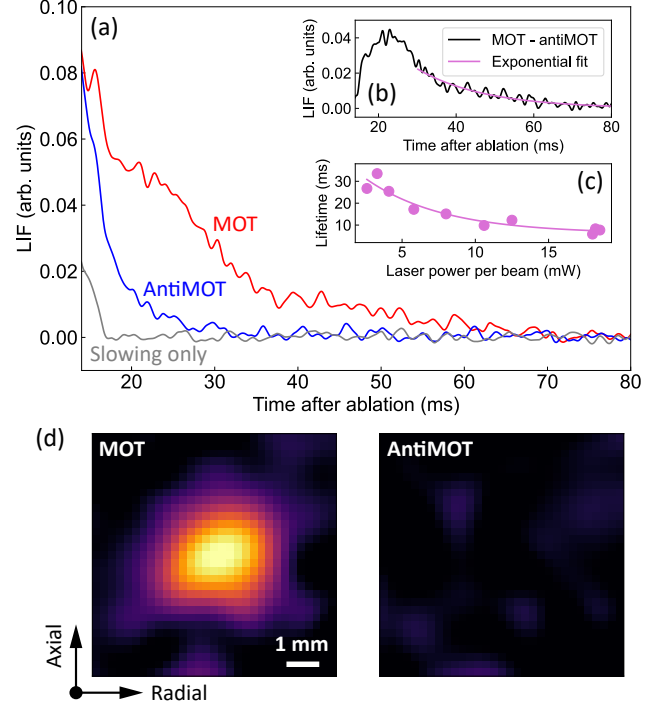 (a)
0.10
0.08
0.06
0.04
0.02
0.00
LIF (arb. units)
MOT
AntiMOT
Slowing only
20 30 40 50 60 70 80
Time after ablation (ms)
0.04
0.02
0.00
LIF (arb. units)
MOT - antiMOT
Exponential fit
(b)
20 40 60 80
Time after ablation (ms)
30
20
10
Lifetime (ms)
(c)
5 10 15
Laser power per beam (mW)
(d)
MOT
AntiMOT
1 mm
Axial
Radial